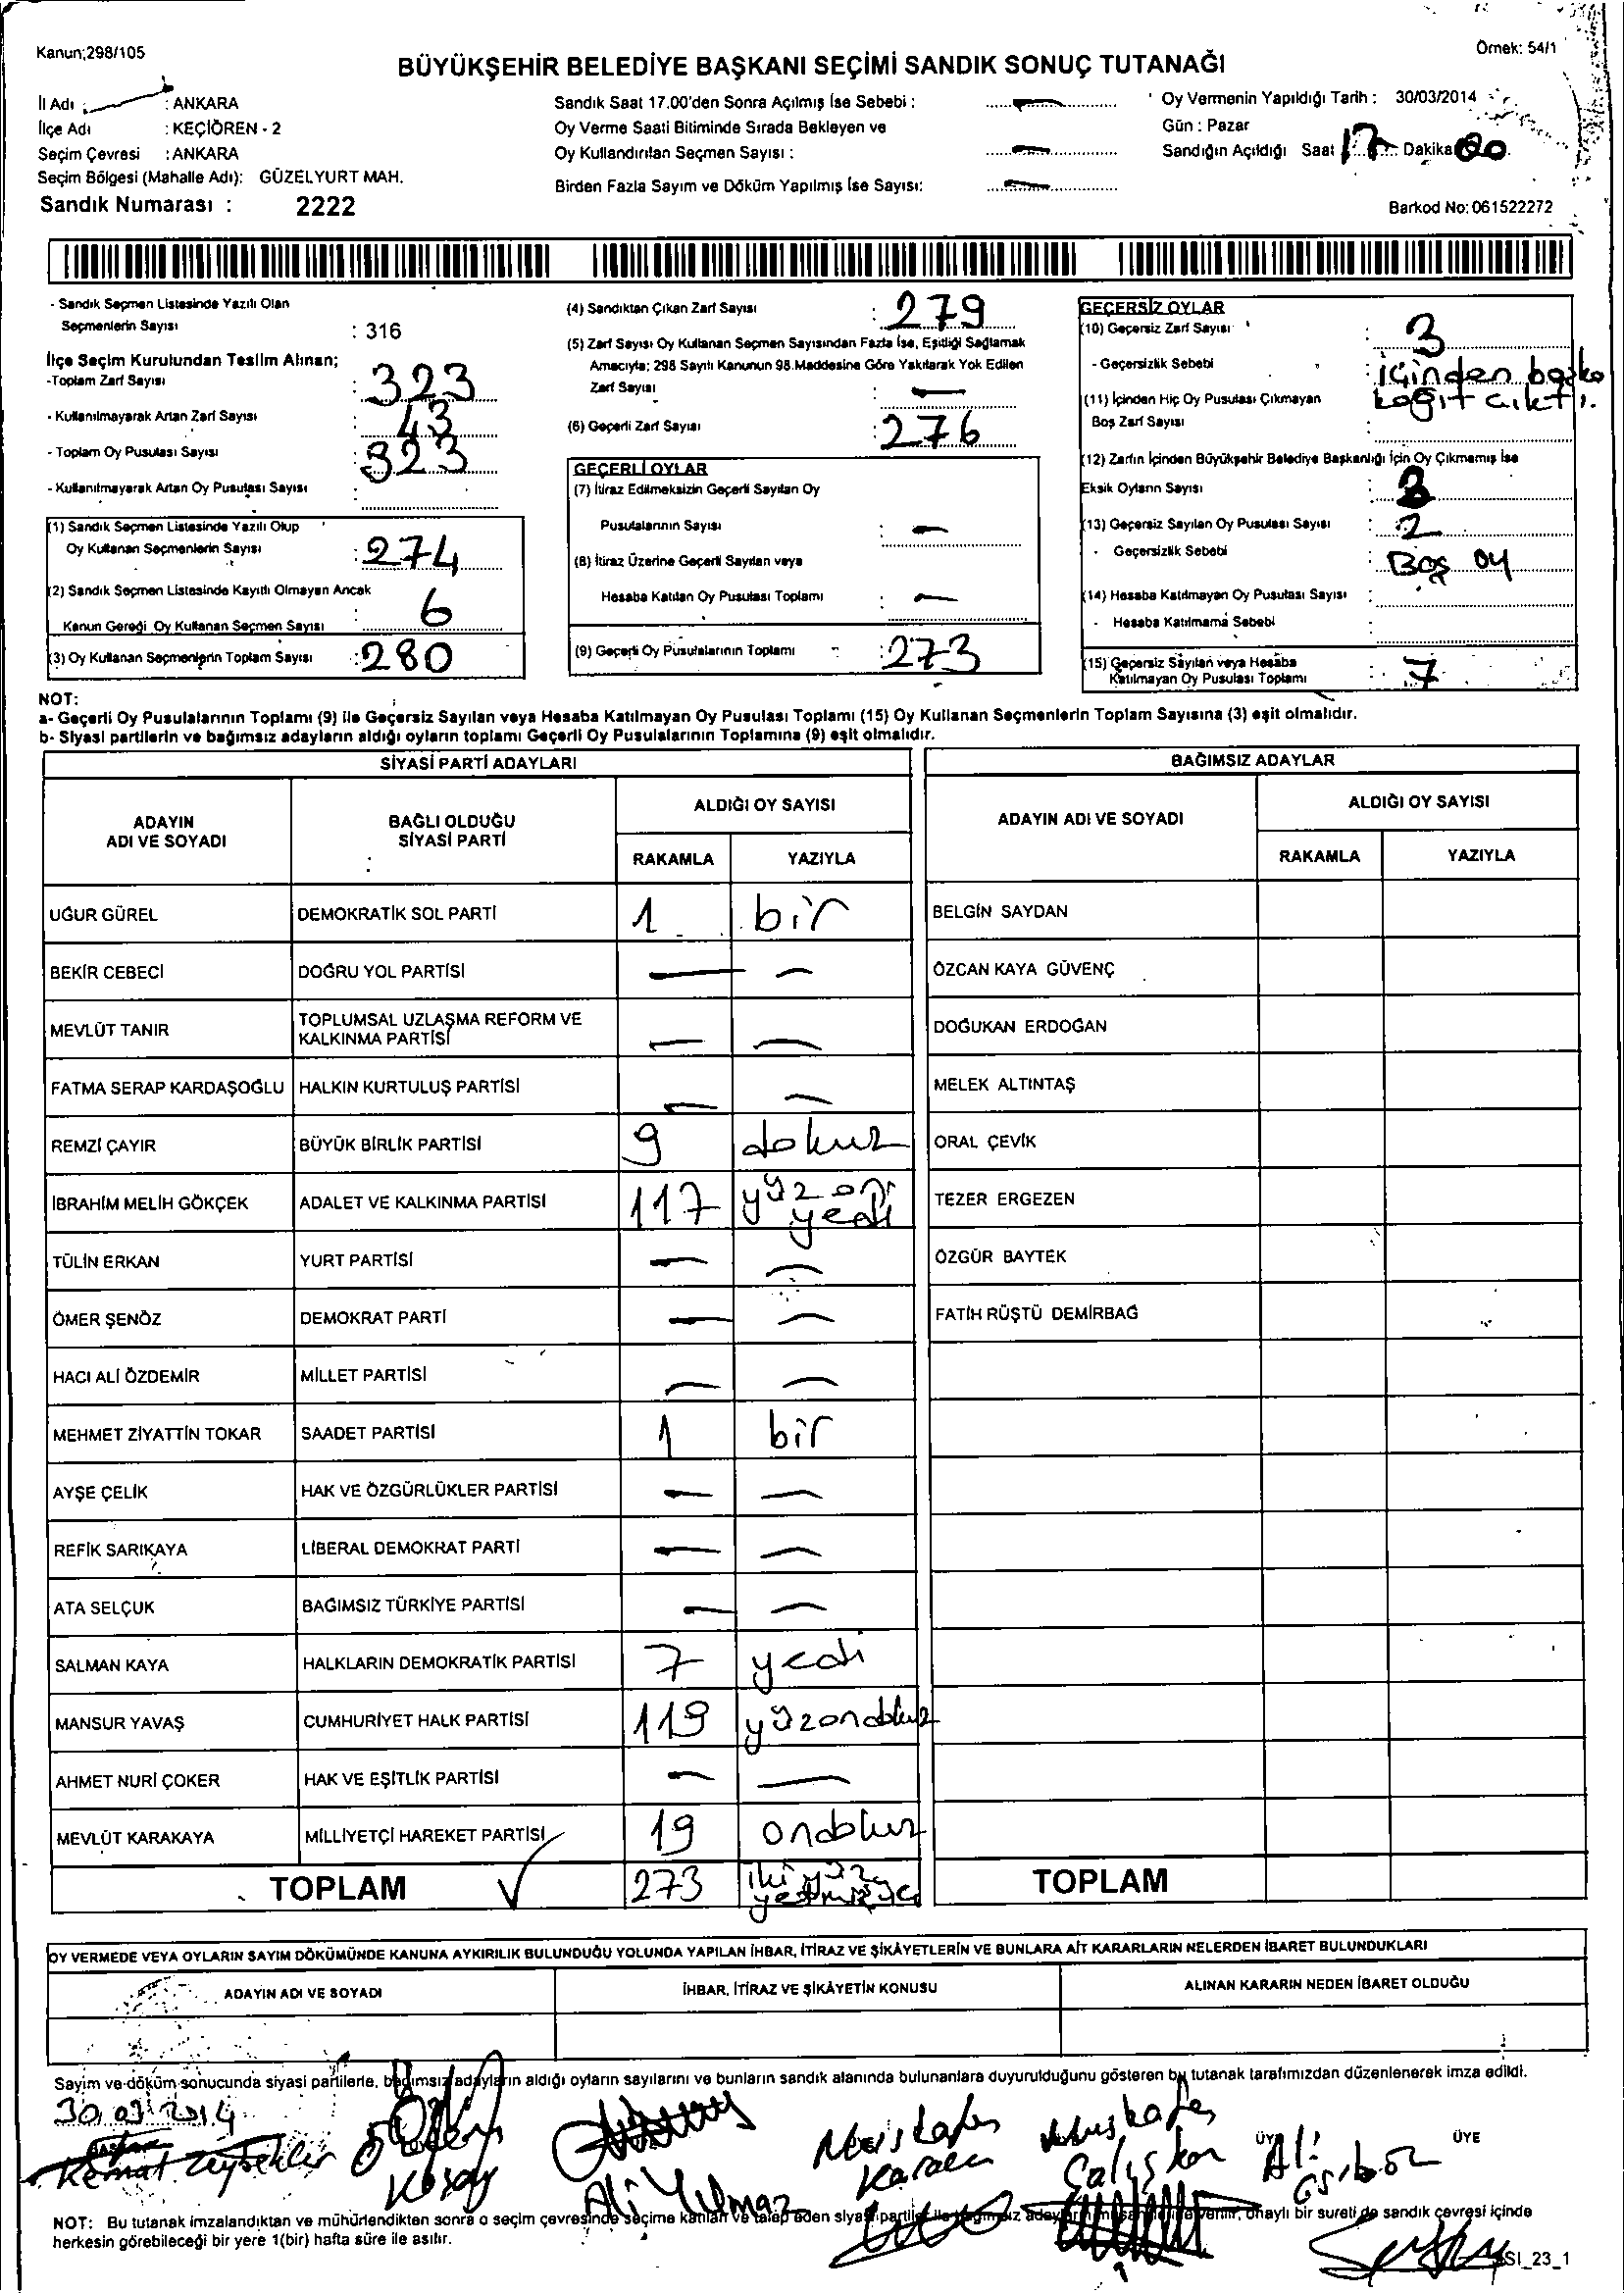 Kanun;298/105
Örnek: 54/1
BÜYÜKŞEHİR BELEDİYE BAŞKANI SEÇİMİ SANDIK SONUÇ TUTANAĞI
İl Adı : ANKARA
İlçe Adı : KEÇİÖREN - 2
Seçim Çevresi : ANKARA
Seçim Bölgesi (Mahalle Adı): GÜZELYURT MAH.
Sandık Numarası : 2222
Sandık Saat 17.00'den Sonra Açılmış İse Sebebi :
Oy Verme Saati Bitiminde Sırada Bekleyen ve
Oy Kullandırılan Seçmen Sayısı :
Birden Fazla Sayım ve Döküm Yapılmış İse Sayısı:
Oy Vermenin Yapıldığı Tarih : 30/03/2014
Gün : Pazar
Sandığın Açıldığı Saat 17 Dakika 00
Barkod No: 061522272
- Sandık Seçmen Listesinde Yazılı Olan
Seçmenlerin Sayısı : 316
İlçe Seçim Kurulundan Teslim Alınan;
-Toplam Zarf Sayısı : 323
- Kullanılmayarak Artan Zarf Sayısı : 43
- Toplam Oy Pusulası Sayısı : 323
- Kullanılmayarak Artan Oy Pusulası Sayısı :
(1) Sandık Seçmen Listesinde Yazılı Olup
Oy Kullanan Seçmenlerin Sayısı : 274
(2) Sandık Seçmen Listesinde Kayıtlı Olmayan Ancak
Kanun Gereği Oy Kullanan Seçmen Sayısı : 6
(3) Oy Kullanan Seçmenlerin Toplam Sayısı : 280
(4) Sandıktan Çıkan Zarf Sayısı : 279
(5) Zarf Sayısı Oy Kullanan Seçmen Sayısından Fazla İse, Eşitliği Sağlamak
Amacıyla; 298 Sayılı Kanunun 98.Maddesine Göre Yakılarak Yok Edilen
Zarf Sayısı : —
(6) Geçerli Zarf Sayısı : 276
GEÇERLİ OYLAR
(7) İtiraz Edilmeksizin Geçerli Sayılan Oy
Pusulalarının Sayısı : —
(8) İtiraz Üzerine Geçerli Sayılan veya
Hesaba Katılan Oy Pusulası Toplamı : —
(9) Geçerli Oy Pusulalarının Toplamı : 273
GEÇERSİZ OYLAR
(10) Geçersiz Zarf Sayısı : 3
- Geçersizlik Sebebi : içinden başka
kağıt çıktı.
(11) İçinden Hiç Oy Pusulası Çıkmayan
Boş Zarf Sayısı :
(12) Zarfın İçinden Büyükşehir Belediye Başkanlığı İçin Oy Çıkmamış İse
Eksik Oyların Sayısı :
(13) Geçersiz Sayılan Oy Pusulası Sayısı : 2
- Geçersizlik Sebebi : Boş oy
(14) Hesaba Katılmayan Oy Pusulası Sayısı :
- Hesaba Katılmama Sebebi :
(15) Geçersiz Sayılan veya Hesaba
Katılmayan Oy Pusulası Toplamı : 7
NOT:
a- Geçerli Oy Pusulalarının Toplamı (9) ile Geçersiz Sayılan veya Hesaba Katılmayan Oy Pusulası Toplamı (15) Oy Kullanan Seçmenlerin Toplam Sayısına (3) eşit olmalıdır.
b- Siyasi partilerin ve bağımsız adayların aldığı oyların toplamı Geçerli Oy Pusulalarının Toplamına (9) eşit olmalıdır.
SİYASİ PARTİ ADAYLARI
ADAYIN ADI VE SOYADI BAĞLI OLDUĞU SİYASİ PARTİ ALDIĞI OY SAYISI
RAKAMLA YAZIYLA
UĞUR GÜREL DEMOKRATİK SOL PARTİ 1 bir
BEKİR CEBECİ DOĞRU YOL PARTİSİ — —
MEVLÜT TANIR TOPLUMSAL UZLAŞMA REFORM VE KALKINMA PARTİSİ — —
FATMA SERAP KARDAŞOĞLU HALKIN KURTULUŞ PARTİSİ — —
REMZİ ÇAYIR BÜYÜK BİRLİK PARTİSİ 9 dokuz
İBRAHİM MELİH GÖKÇEK ADALET VE KALKINMA PARTİSİ 117 yüz on yedi
TÜLİN ERKAN YURT PARTİSİ — —
ÖMER ŞENÖZ DEMOKRAT PARTİ — —
HACI ALİ ÖZDEMİR MİLLET PARTİSİ — —
MEHMET ZİYATTİN TOKAR SAADET PARTİSİ 1 bir
AYŞE ÇELİK HAK VE ÖZGÜRLÜKLER PARTİSİ — —
REFİK SARIKAYA LİBERAL DEMOKRAT PARTİ — —
ATA SELÇUK BAĞIMSIZ TÜRKİYE PARTİSİ — —
SALMAN KAYA HALKLARIN DEMOKRATİK PARTİSİ 7 yedi
MANSUR YAVAŞ CUMHURİYET HALK PARTİSİ 119 yüzondokuz
AHMET NURİ ÇOKER HAK VE EŞİTLİK PARTİSİ — —
MEVLÜT KARAKAYA MİLLİYETÇİ HAREKET PARTİSİ 19 ondokuz
TOPLAM 273 iki yüz yetmişüç
BAĞIMSIZ ADAYLAR
ADAYIN ADI VE SOYADI ALDIĞI OY SAYISI
RAKAMLA YAZIYLA
BELGİN SAYDAN
ÖZCAN KAYA GÜVENÇ
DOĞUKAN ERDOĞAN
MELEK ALTINTAŞ
ORAL ÇEVİK
TEZER ERGEZEN
ÖZGÜR BAYTEK
FATİH RÜŞTÜ DEMİRBAĞ
TOPLAM
OY VERMEDE VEYA OYLARIN SAYIM DÖKÜMÜNDE KANUNA AYKIRILIK BULUNDUĞU YOLUNDA YAPILAN İHBAR, İTİRAZ VE ŞİKÂYETLERİN VE BUNLARA AİT KARARLARIN NELERDEN İBARET BULUNDUKLARI
ADAYIN ADI VE SOYADI İHBAR, İTİRAZ VE ŞİKÂYETİN KONUSU ALINAN KARARIN NEDEN İBARET OLDUĞU
Sayım ve döküm sonucunda siyasi partilerle, bağımsız adayların aldığı oyların sayılarını ve bunların sandık alanında bulunanlara duyurulduğunu gösteren bu tutanak tarafımızdan düzenlenerek imza edildi.
30.03.2014
BAŞKAN ÜYE ÜYE
Kemal
Ali Yılmaz
Mustafa
Mustafa Çalışkan
Ali
NOT: Bu tutanak imzalandıktan ve mühürlendikten sonra o seçim çevresinde seçime katılan ve talep eden siyasi partiler ile bağımsız onaylı bir sureti de sandık çevresi içinde
herkesin görebileceği bir yere 1(bir) hafta süre ile asılır.
SI_23_1